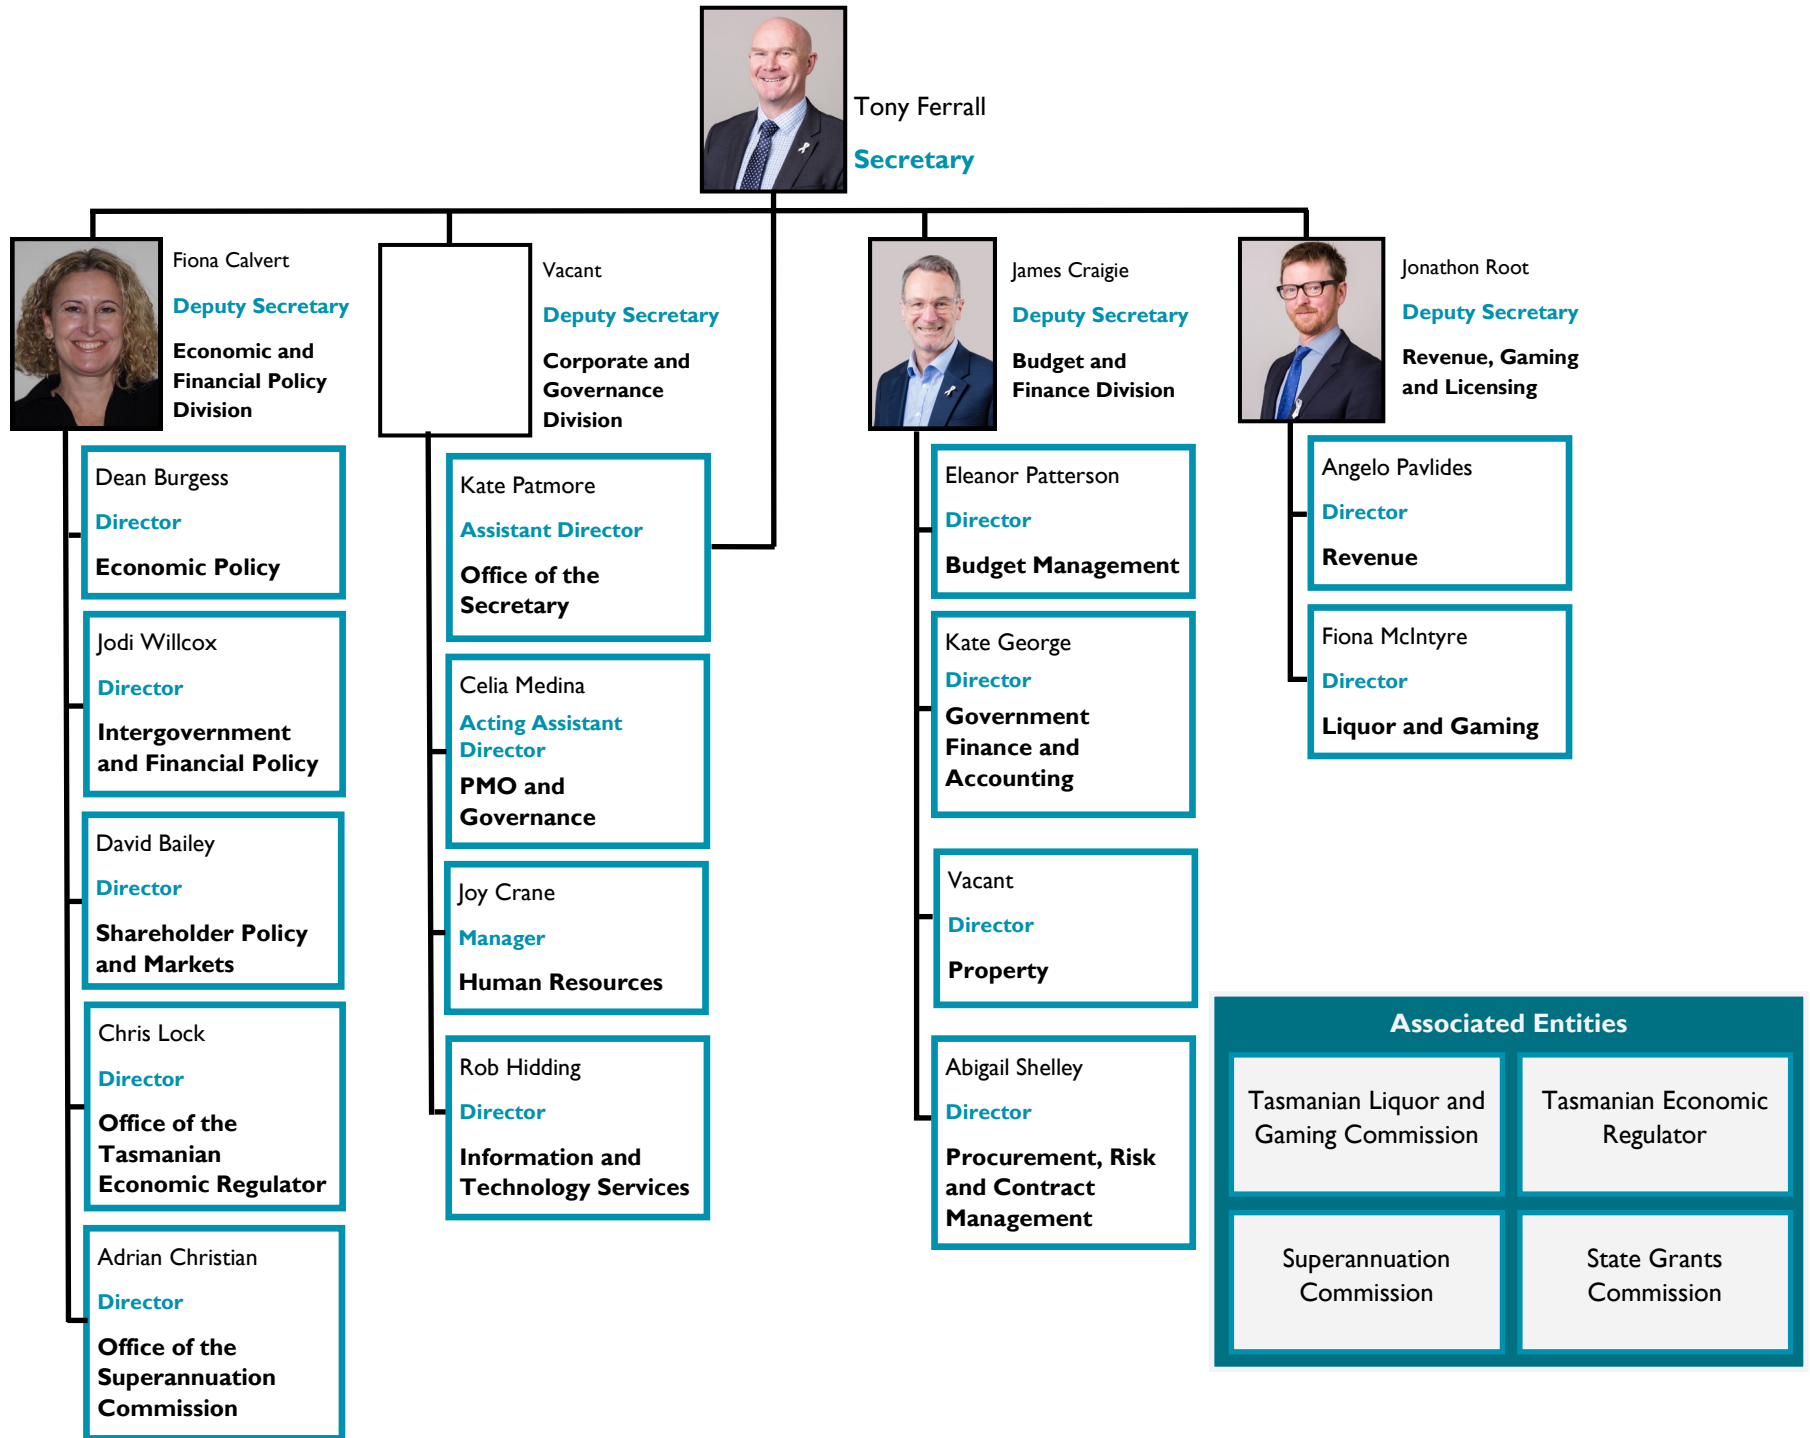 Tony Ferrall
Secretary
Fiona Calvert
Deputy Secretary
Economic and
Financial Policy
Division
Dean Burgess
Director
Economic Policy
Jodi Willcox
Director
Intergovernment
and Financial Policy
David Bailey
Director
Shareholder Policy
and Markets
Chris Lock
Director
Office of the
Tasmanian
Economic Regulator
Adrian Christian
Director
Office of the
Superannuation
Commission
Vacant
Deputy Secretary
Corporate and
Governance
Division
Kate Patmore
Assistant Director
Office of the
Secretary
Celia Medina
Acting Assistant
Director
PMO and
Governance
Joy Crane
Manager
Human Resources
Rob Hidding
Director
Information and
Technology Services
James Craigie
Deputy Secretary
Budget and
Finance Division
Eleanor Patterson
Director
Budget Management
Kate George
Director
Government
Finance and
Accounting
Vacant
Director
Property
Abigail Shelley
Director
Procurement, Risk
and Contract
Management
Jonathon Root
Deputy Secretary
Revenue, Gaming
and Licensing
Angelo Pavlides
Director
Revenue
Fiona McIntyre
Director
Liquor and Gaming
Associated Entities
Tasmanian Liquor and
Gaming Commission
Tasmanian Economic
Regulator
Superannuation
Commission
State Grants
Commission